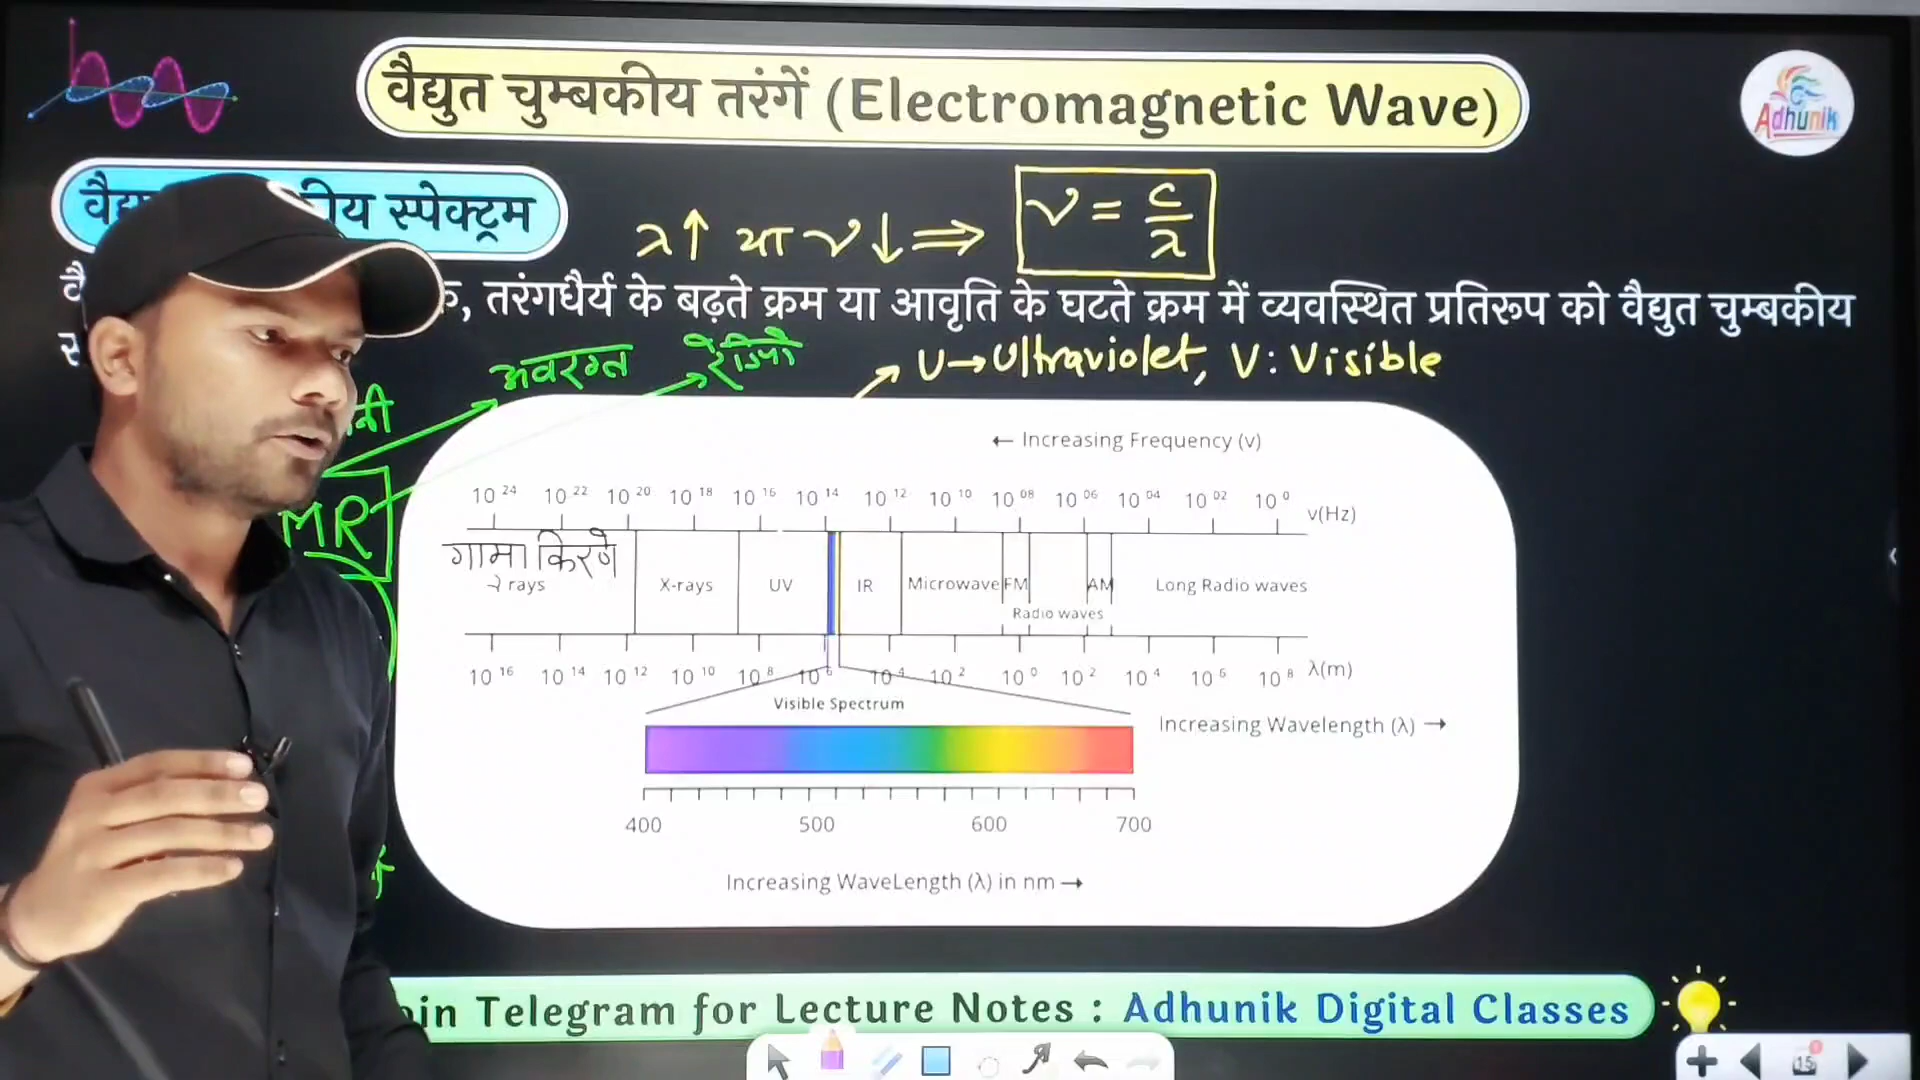 वैद्युत चुम्बकीय तरंगें (Electromagnetic Wave)
Adhunik
स्पेक्ट्रम
λ↑ या ν↓ ⇒ ν = c/λ
तरंगधैर्य के बढ़ते क्रम या आवृति के घटते क्रम में व्यवस्थित प्रतिरूप को वैद्युत चुम्बकीय
अवरक्त
रेडियो
U→Ultraviolet, V: Visible
MR
← Increasing Frequency (v)
10 24 10 22 10 20 10 18 10 16 10 14 10 12 10 10 10 08 10 06 10 04 10 02 10 0 v(Hz)
गामा किरणे
rays X-rays UV IR Microwave FM AM Long Radio waves
Radio waves
10 16 10 14 10 12 10 10 10 8 10 6 10 4 10 2 10 0 10 2 10 4 10 6 10 8 λ(m)
Visible Spectrum
Increasing Wavelength (λ) →
400 500 600 700
Increasing WaveLength (λ) in nm →
Telegram for Lecture Notes : Adhunik Digital Classes
15